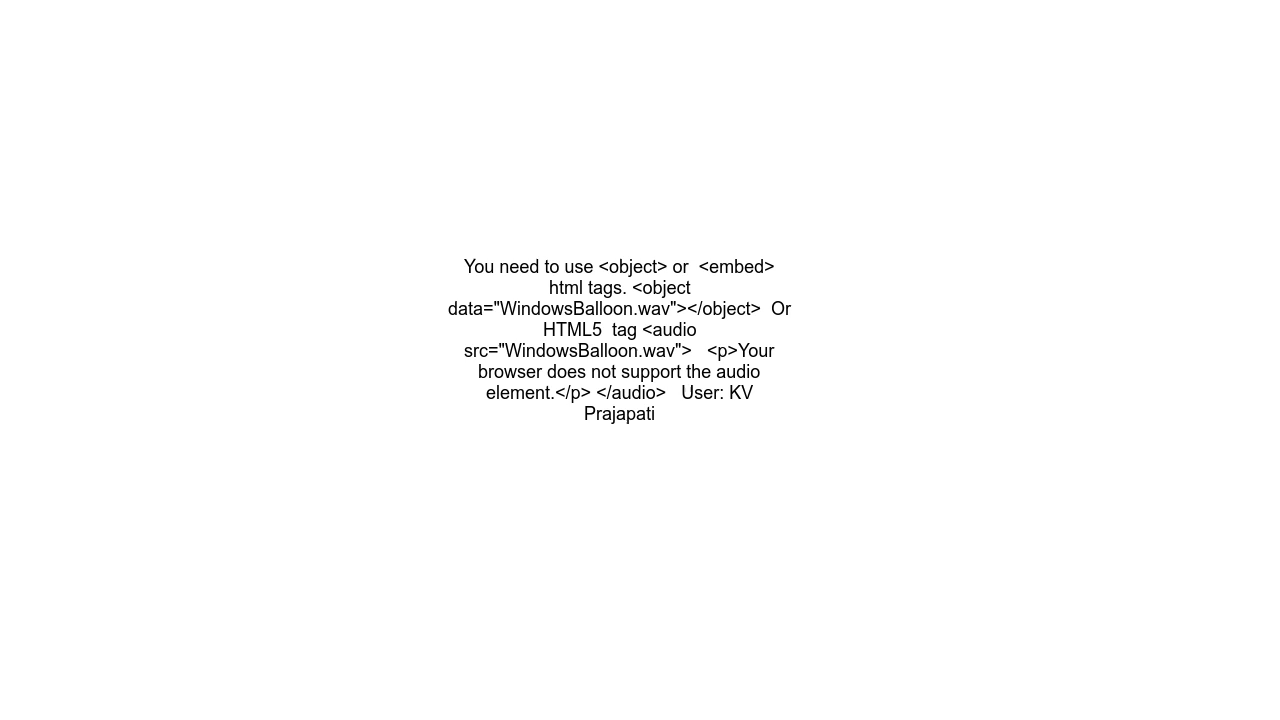 You need to use <object> or  <embed>
html tags. <object
data="WindowsBalloon.wav"></object>  Or
HTML5  tag <audio
src="WindowsBalloon.wav">   <p>Your
browser does not support the audio
element.</p> </audio>   User: KV
Prajapati